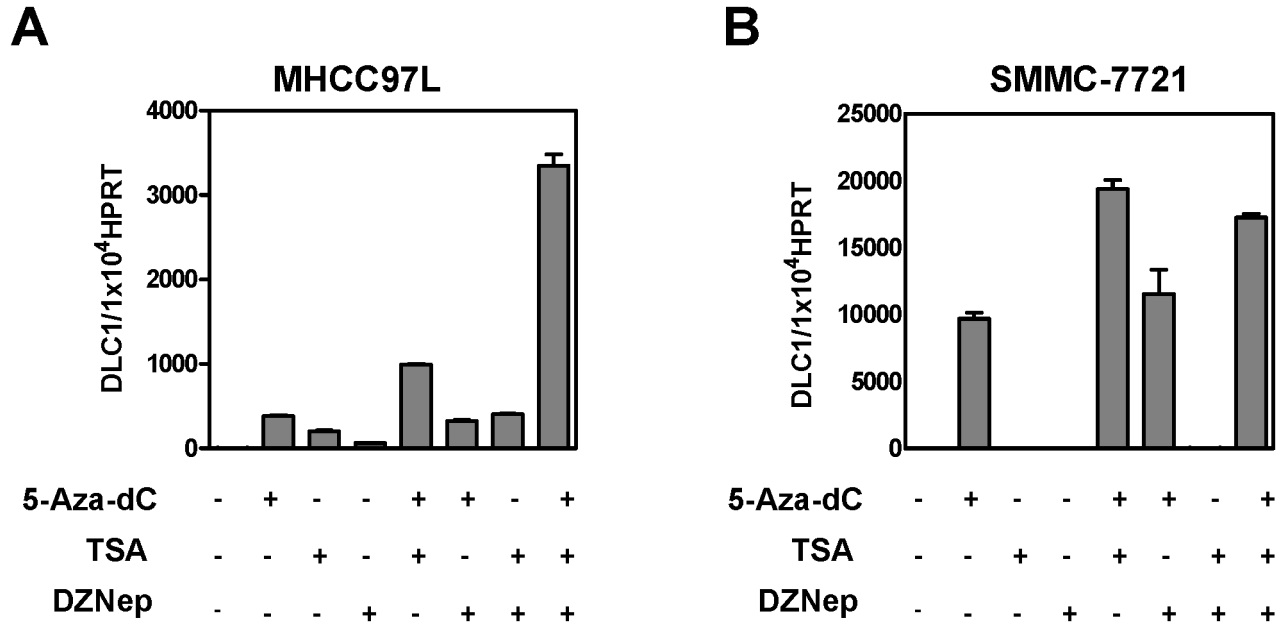 A
MHCC97L
4000
3000
2000
1000
0
DLC1/1x10⁴HPRT
5-Aza-dC - + - - + + - +
TSA - - + - + - + +
DZNep - - - + - + + +
B
SMMC-7721
25000
20000
15000
10000
5000
0
DLC1/1x10⁴HPRT
5-Aza-dC - + - - + + - +
TSA - - + - + - + +
DZNep - - - + - + + +